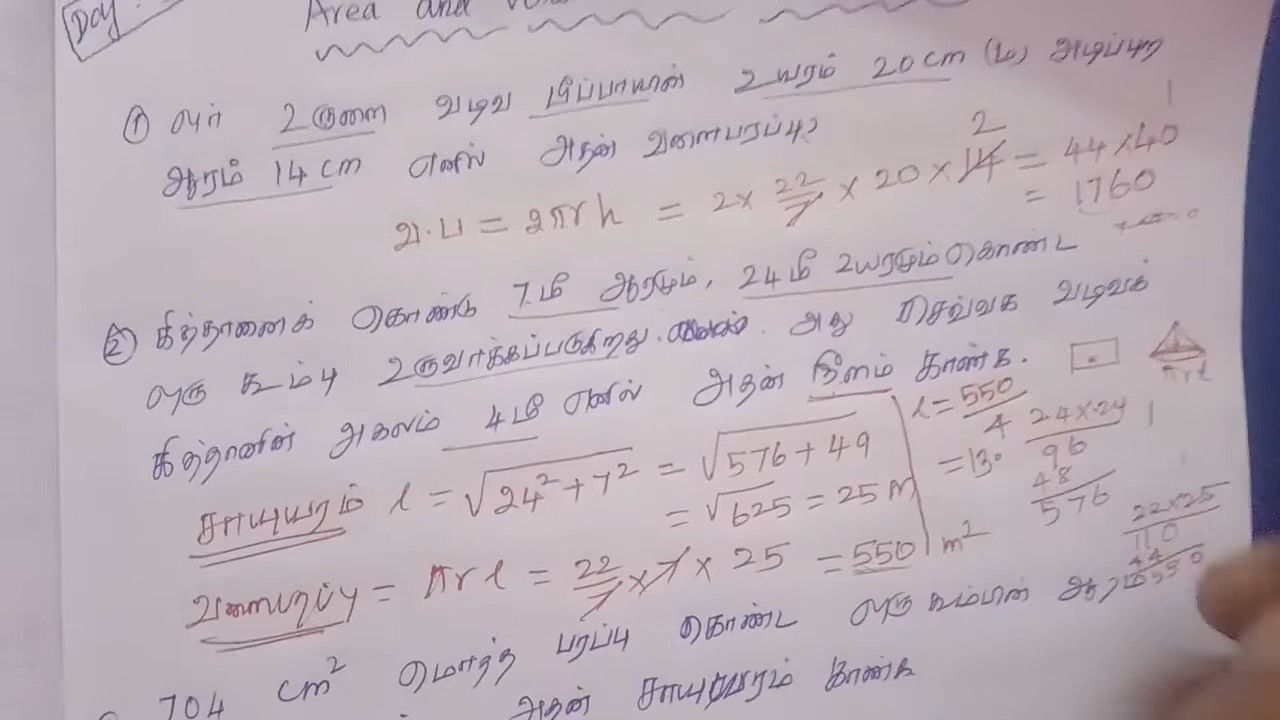 Day
Area and
① ஒரு உருளை வடிவ பீப்பாயின் உயரம் 20 cm (ம) அடிப்புற
ஆரம் 14 cm எனில் அதன் வளைபரப்பு?
வ.ப = 2πrh = 2 × 22/7 × 20 × 14 = 44 × 40
2
= 1760
② கித்தானைக் கொண்டு 7 மீ ஆரமும், 24 மீ உயரமும் கொண்ட
ஒரு கூம்பு உருவாக்கப்படுகிறது. அது செவ்வக வடிவக்
கித்தானின் அகலம் 4 மீ எனில் அதன் நீளம் காண்க.
πrl
சாயுயரம் l = √24² + 7² = √576 + 49
= √625 = 25 m
l = 550/4
= 13
24 × 24
96
48
576
வளைபரப்பு = πrl = 22/7 × 7 × 25 = 550 m²
22 × 25
110
44
550
704 cm² மொத்த பரப்பு கொண்ட ஒரு கூம்பின் ஆரம்
அதன் சாயுயரம் காண்க